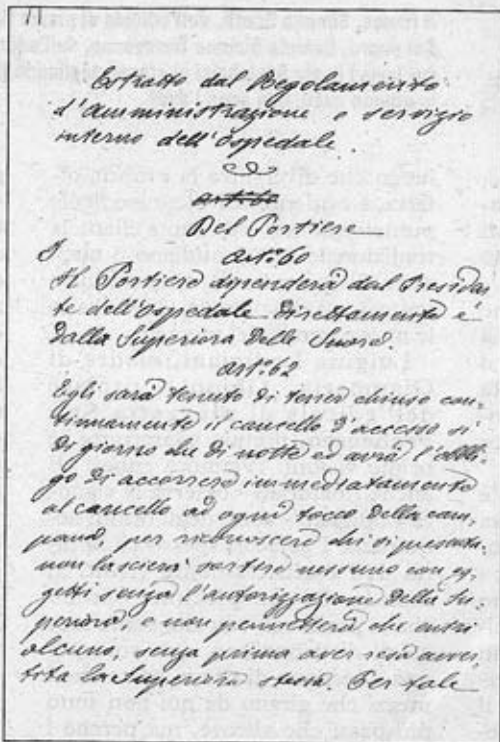 Estratto dal Regolamento
d'amministrazione e servizio
interno dell'ospedale.
art.º 60
Del Portiere
art.º 60
Il Portiere dipenderà dal Presiden
te dell'ospedale direttamente e
dalla Superiora delle Suore.
art.º 62
Egli sarà tenuto di tener chiuso con-
tinuamente il cancello d'accesso sì
di giorno che di notte ed avrà l'obbli-
go di accorrere immediatamente
al cancello ad ogni tocco della cam-
pana, per riconoscere chi si presenta,
non lascierà sortire nessuno con og-
getti senza l'autorizzazione della Su-
periora, e non permetterà che entri
alcuno, senza prima aver resa avver
tita la Superiora stessa. Per tale